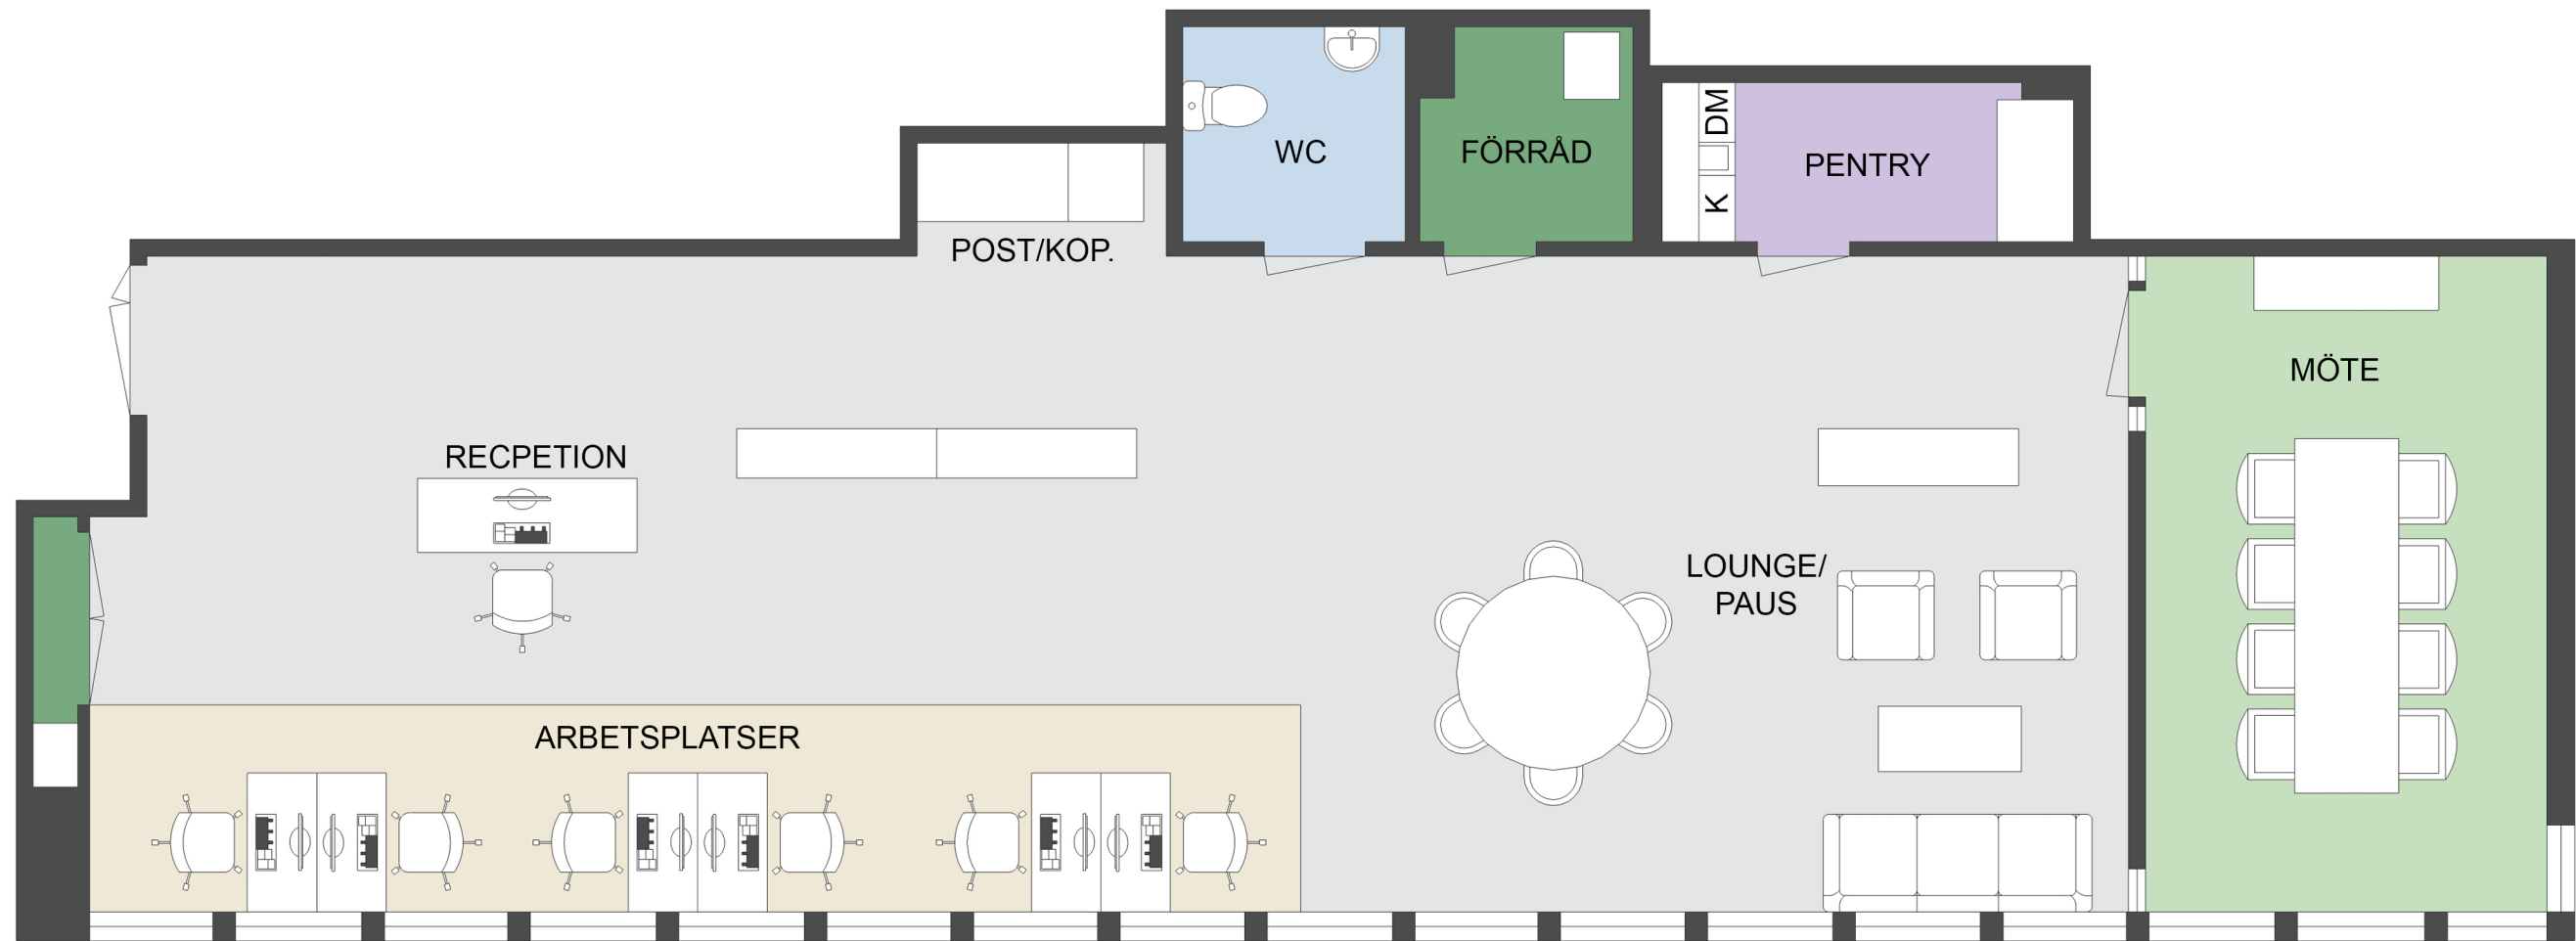 WC
FÖRRÅD
DM
K
PENTRY
POST/KOP.
MÖTE
RECPETION
LOUNGE/
PAUS
ARBETSPLATSER